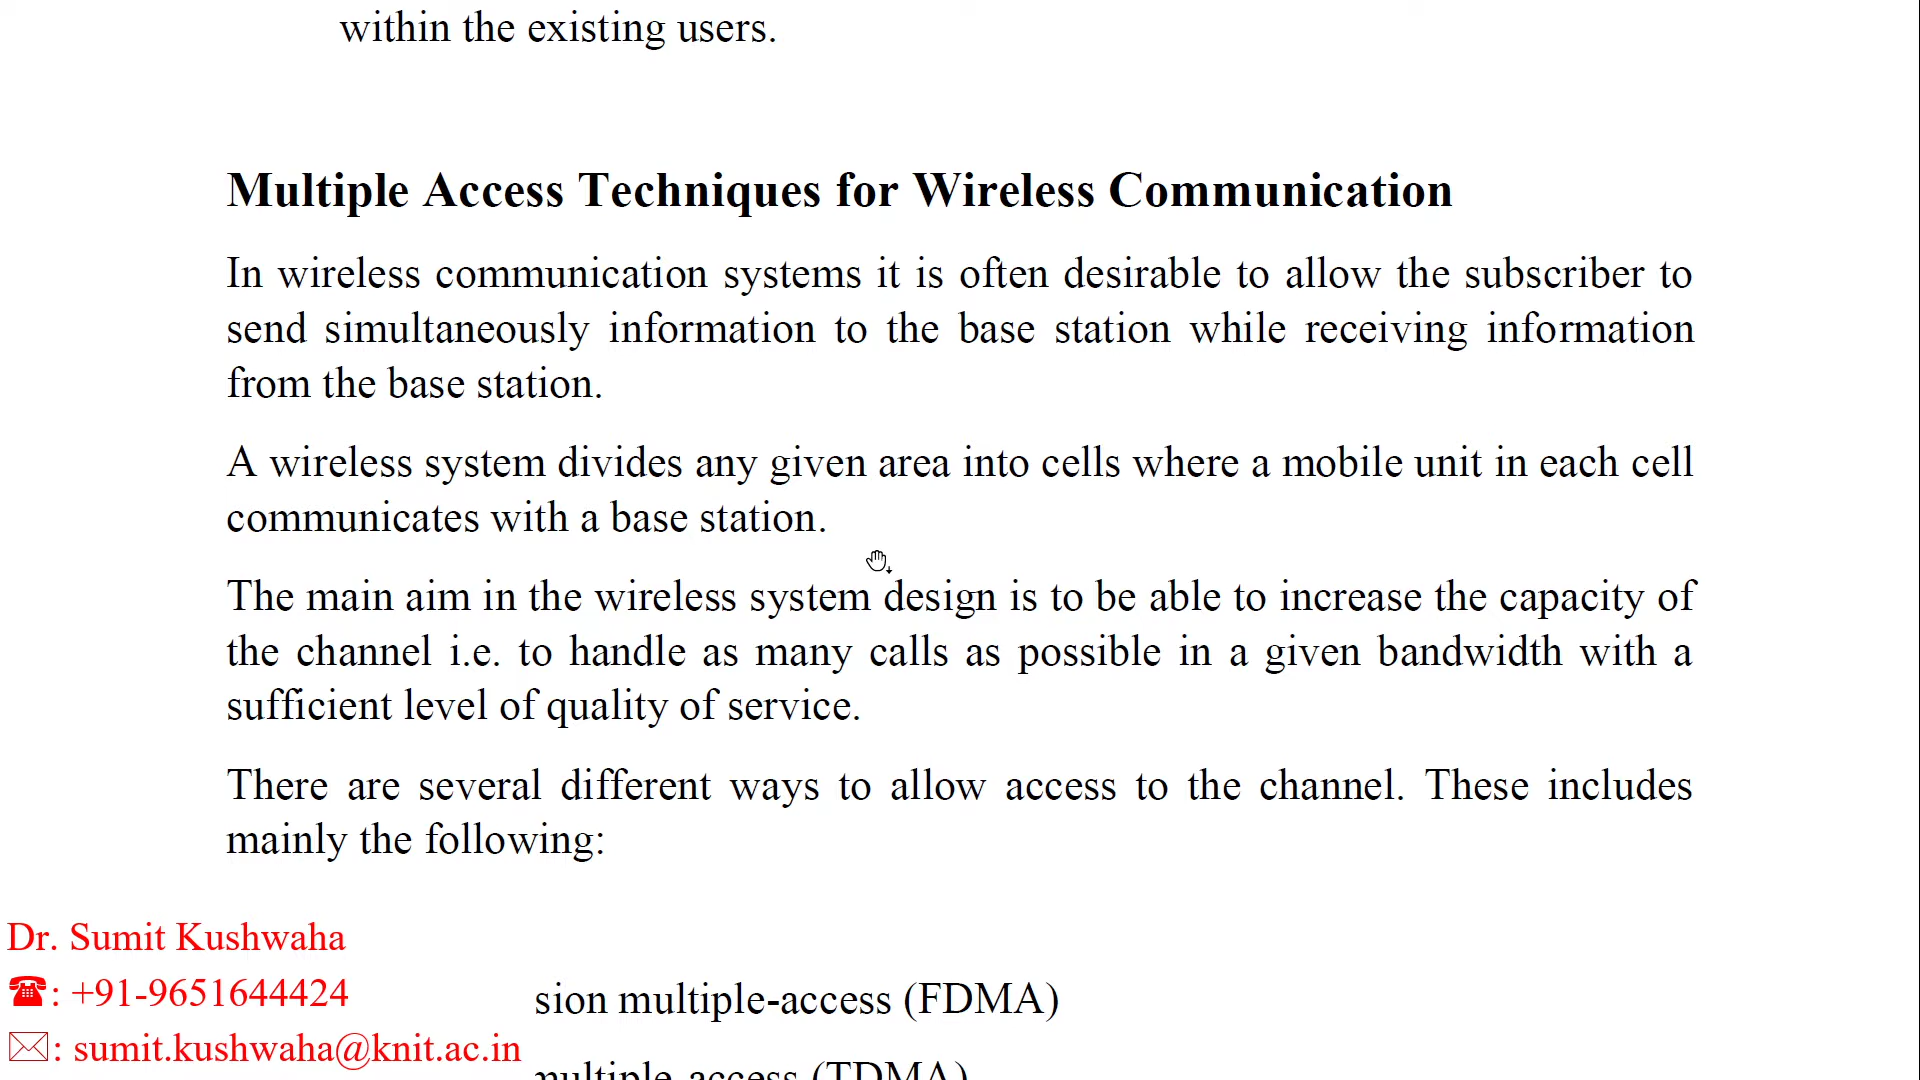 within the existing users.
Multiple Access Techniques for Wireless Communication
In wireless communication systems it is often desirable to allow the subscriber to
send simultaneously information to the base station while receiving information
from the base station.
A wireless system divides any given area into cells where a mobile unit in each cell
communicates with a base station.
The main aim in the wireless system design is to be able to increase the capacity of
the channel i.e. to handle as many calls as possible in a given bandwidth with a
sufficient level of quality of service.
There are several different ways to allow access to the channel. These includes
mainly the following:
Dr. Sumit Kushwaha
☎: +91-9651644424
sion multiple-access (FDMA)
✉: sumit.kushwaha@knit.ac.in
multiple-access (TDMA)